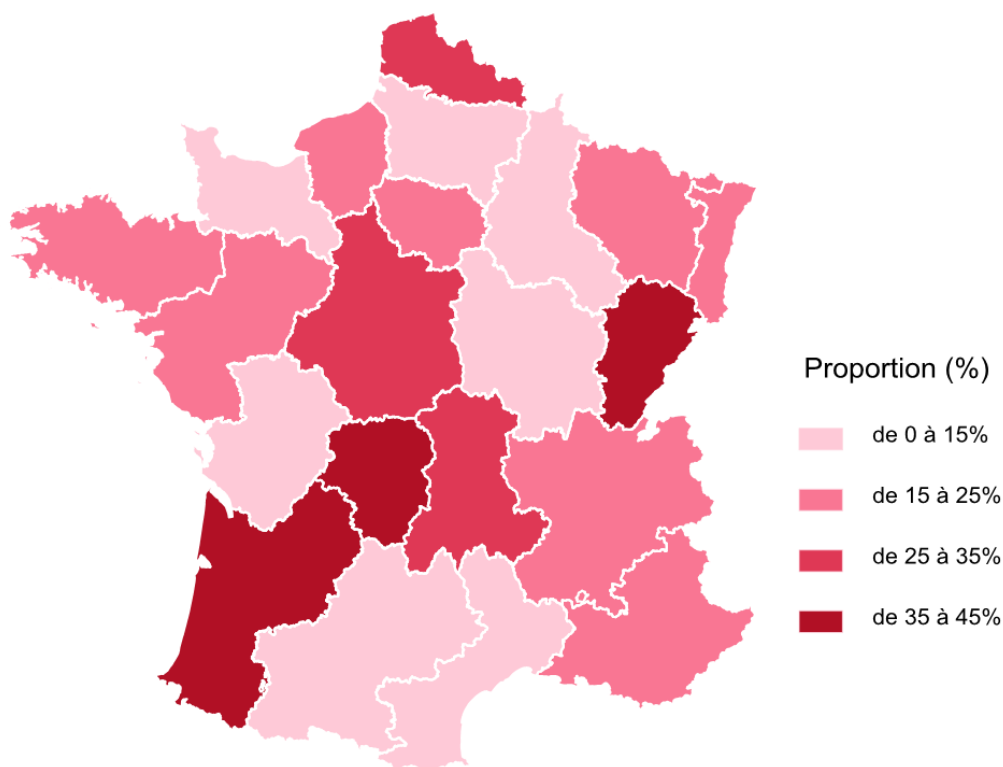 Proportion (%)
de 0 à 15%
de 15 à 25%
de 25 à 35%
de 35 à 45%